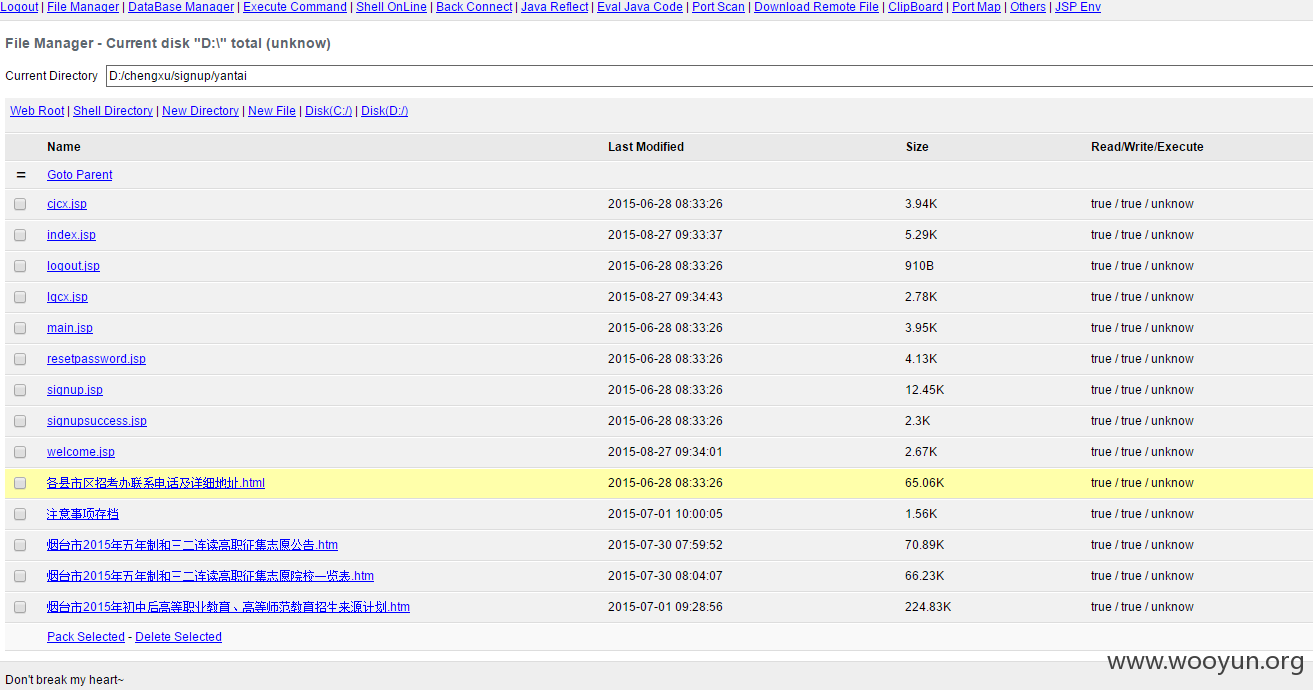 Logout | File Manager | DataBase Manager | Execute Command | Shell OnLine | Back Connect | Java Reflect | Eval Java Code | Port Scan | Download Remote File | ClipBoard | Port Map | Others | JSP Env
File Manager - Current disk "D:\" total (unknow)
Current Directory D:/chengxu/signup/yantai
Web Root | Shell Directory | New Directory | New File | Disk(C:/) | Disk(D:/)
Name Last Modified Size Read/Write/Execute
= Goto Parent
cjcx.jsp 2015-06-28 08:33:26 3.94K true / true / unknow
index.jsp 2015-08-27 09:33:37 5.29K true / true / unknow
logout.jsp 2015-06-28 08:33:26 910B true / true / unknow
lqcx.jsp 2015-08-27 09:34:43 2.78K true / true / unknow
main.jsp 2015-06-28 08:33:26 3.95K true / true / unknow
resetpassword.jsp 2015-06-28 08:33:26 4.13K true / true / unknow
signup.jsp 2015-06-28 08:33:26 12.45K true / true / unknow
signupsuccess.jsp 2015-06-28 08:33:26 2.3K true / true / unknow
welcome.jsp 2015-08-27 09:34:01 2.67K true / true / unknow
各县市区招考办联系电话及详细地址.html 2015-06-28 08:33:26 65.06K true / true / unknow
注意事项存档 2015-07-01 10:00:05 1.56K true / true / unknow
烟台市2015年五年制和三二连读高职征集志愿公告.htm 2015-07-30 07:59:52 70.89K true / true / unknow
烟台市2015年五年制和三二连读高职征集志愿院校一览表.htm 2015-07-30 08:04:07 66.23K true / true / unknow
烟台市2015年初中后高等职业教育、高等师范教育招生来源计划.htm 2015-07-01 09:28:56 224.83K true / true / unknow
Pack Selected - Delete Selected
www.wooyun.org
Don't break my heart~